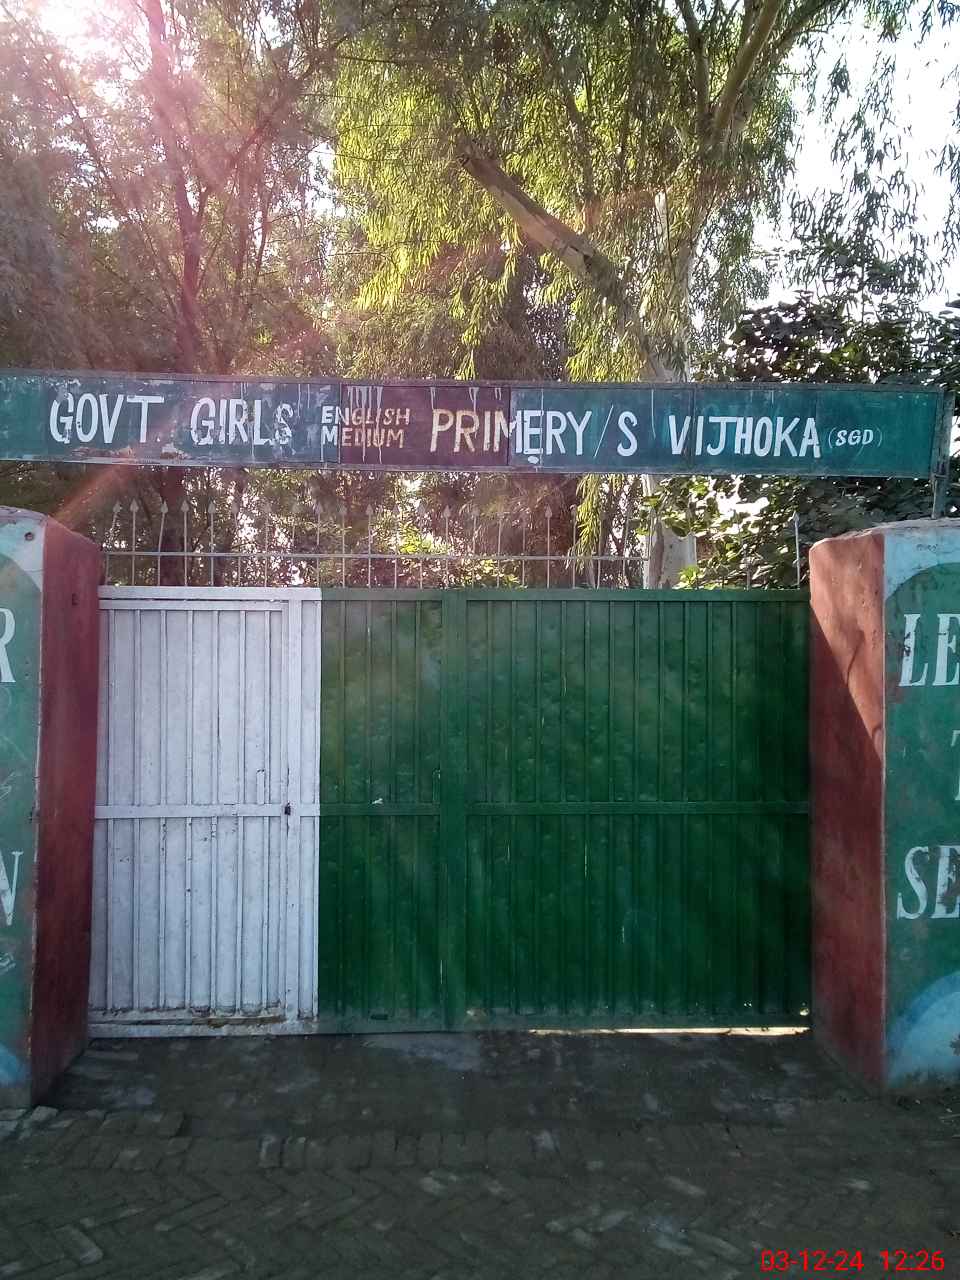 GOVT. GIRLS ENGLISH MEDIUM PRIMERY/S VIJHOKA (SGD)
03-12-24 12:26